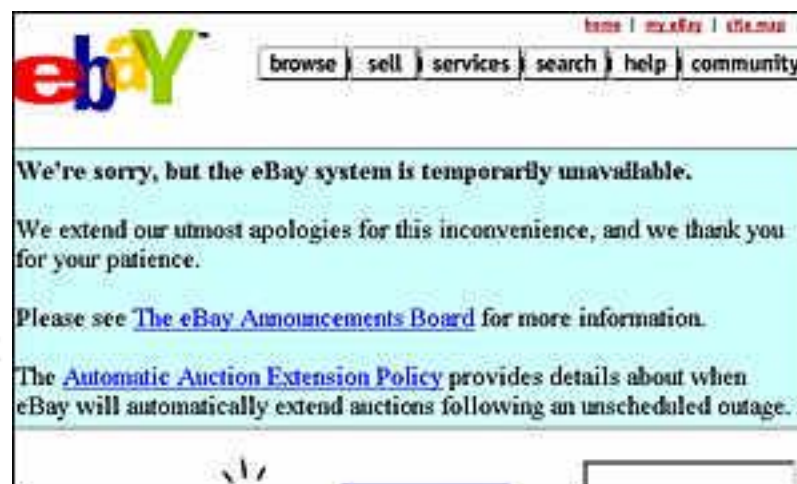 home | my eBay | site map
ebaY™
browse sell services search help community
We're sorry, but the eBay system is temporarily unavailable.
We extend our utmost apologies for this inconvenience, and we thank you
for your patience.
Please see The eBay Announcements Board for more information.
The Automatic Auction Extension Policy provides details about when
eBay will automatically extend auctions following an unscheduled outage.